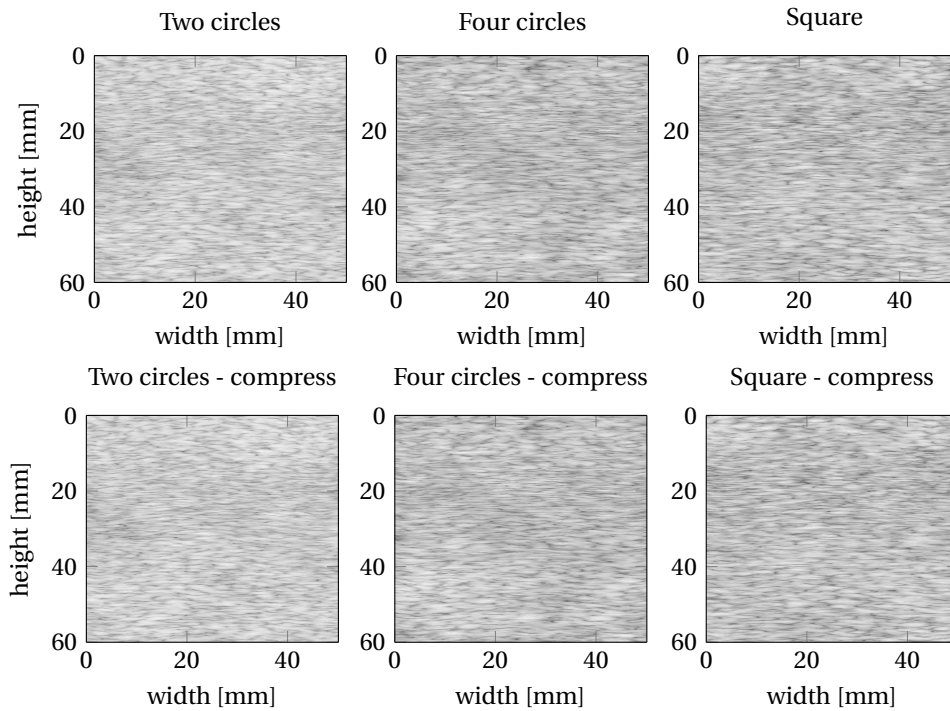 Two circles
Four circles
Square
0
20
40
60
height [mm]
0 20 40
width [mm]
0
20
40
60
0 20 40
width [mm]
0
20
40
60
0 20 40
width [mm]
Two circles - compress
Four circles - compress
Square - compress
0
20
40
60
height [mm]
0 20 40
width [mm]
0
20
40
60
0 20 40
width [mm]
0
20
40
60
0 20 40
width [mm]